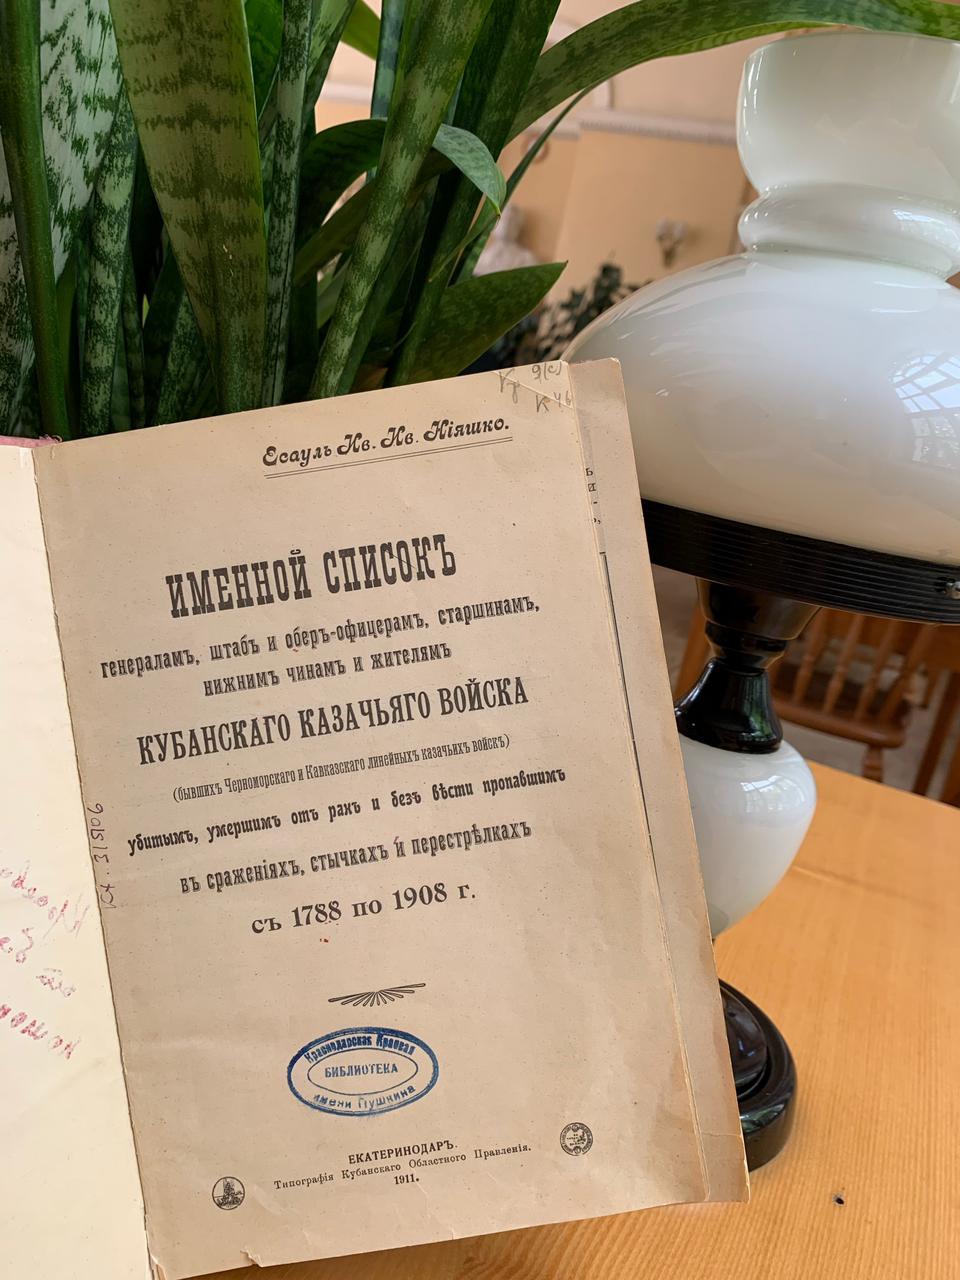 Есаулъ Ив. Ив. Кіяшко.
ИМЕННОЙ СПИСОКЪ
генераламъ, штабъ и оберъ-офицерамъ, старшинамъ,
нижнимъ чинамъ и жителямъ
КУБАНСКАГО КАЗАЧЬЯГО ВОЙСКА
(бывшихъ Черноморскаго и Кавказскаго линейныхъ казачьихъ войскъ)
убитымъ, умершимъ отъ ранъ и безъ вѣсти пропавшимъ
въ сраженіяхъ, стычкахъ и перестрѣлкахъ
съ 1788 по 1908 г.
Краснодарская Краевая
БИБЛИОТЕКА
имени Пушкина
ЕКАТЕРИНОДАРЪ.
Типографія Кубанскаго Областного Правленія.
1911.